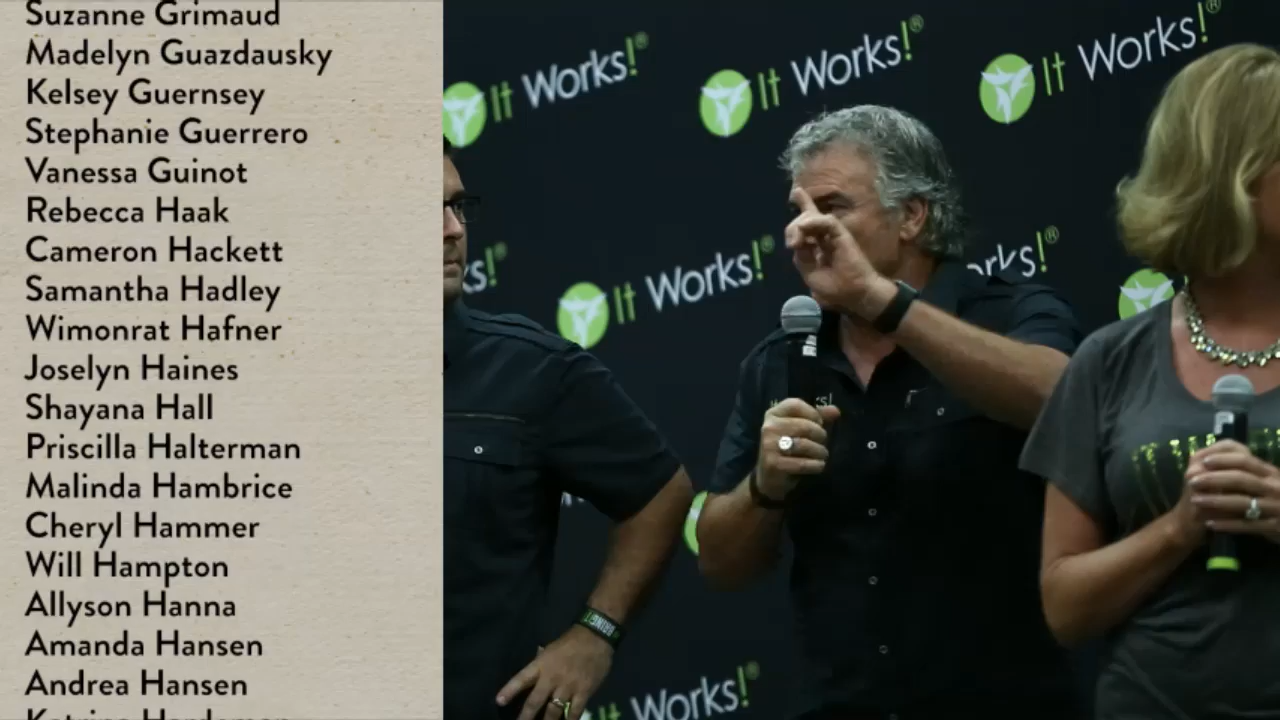 Suzanne Grimaud
Madelyn Guazdausky
Kelsey Guernsey
Stephanie Guerrero
Vanessa Guinot
Rebecca Haak
Cameron Hackett
Samantha Hadley
Wimonrat Hafner
Joselyn Haines
Shayana Hall
Priscilla Halterman
Malinda Hambrice
Cheryl Hammer
Will Hampton
Allyson Hanna
Amanda Hansen
Andrea Hansen
It Works!®
It Works!®
It Works!®
It Works!®
It Works!®